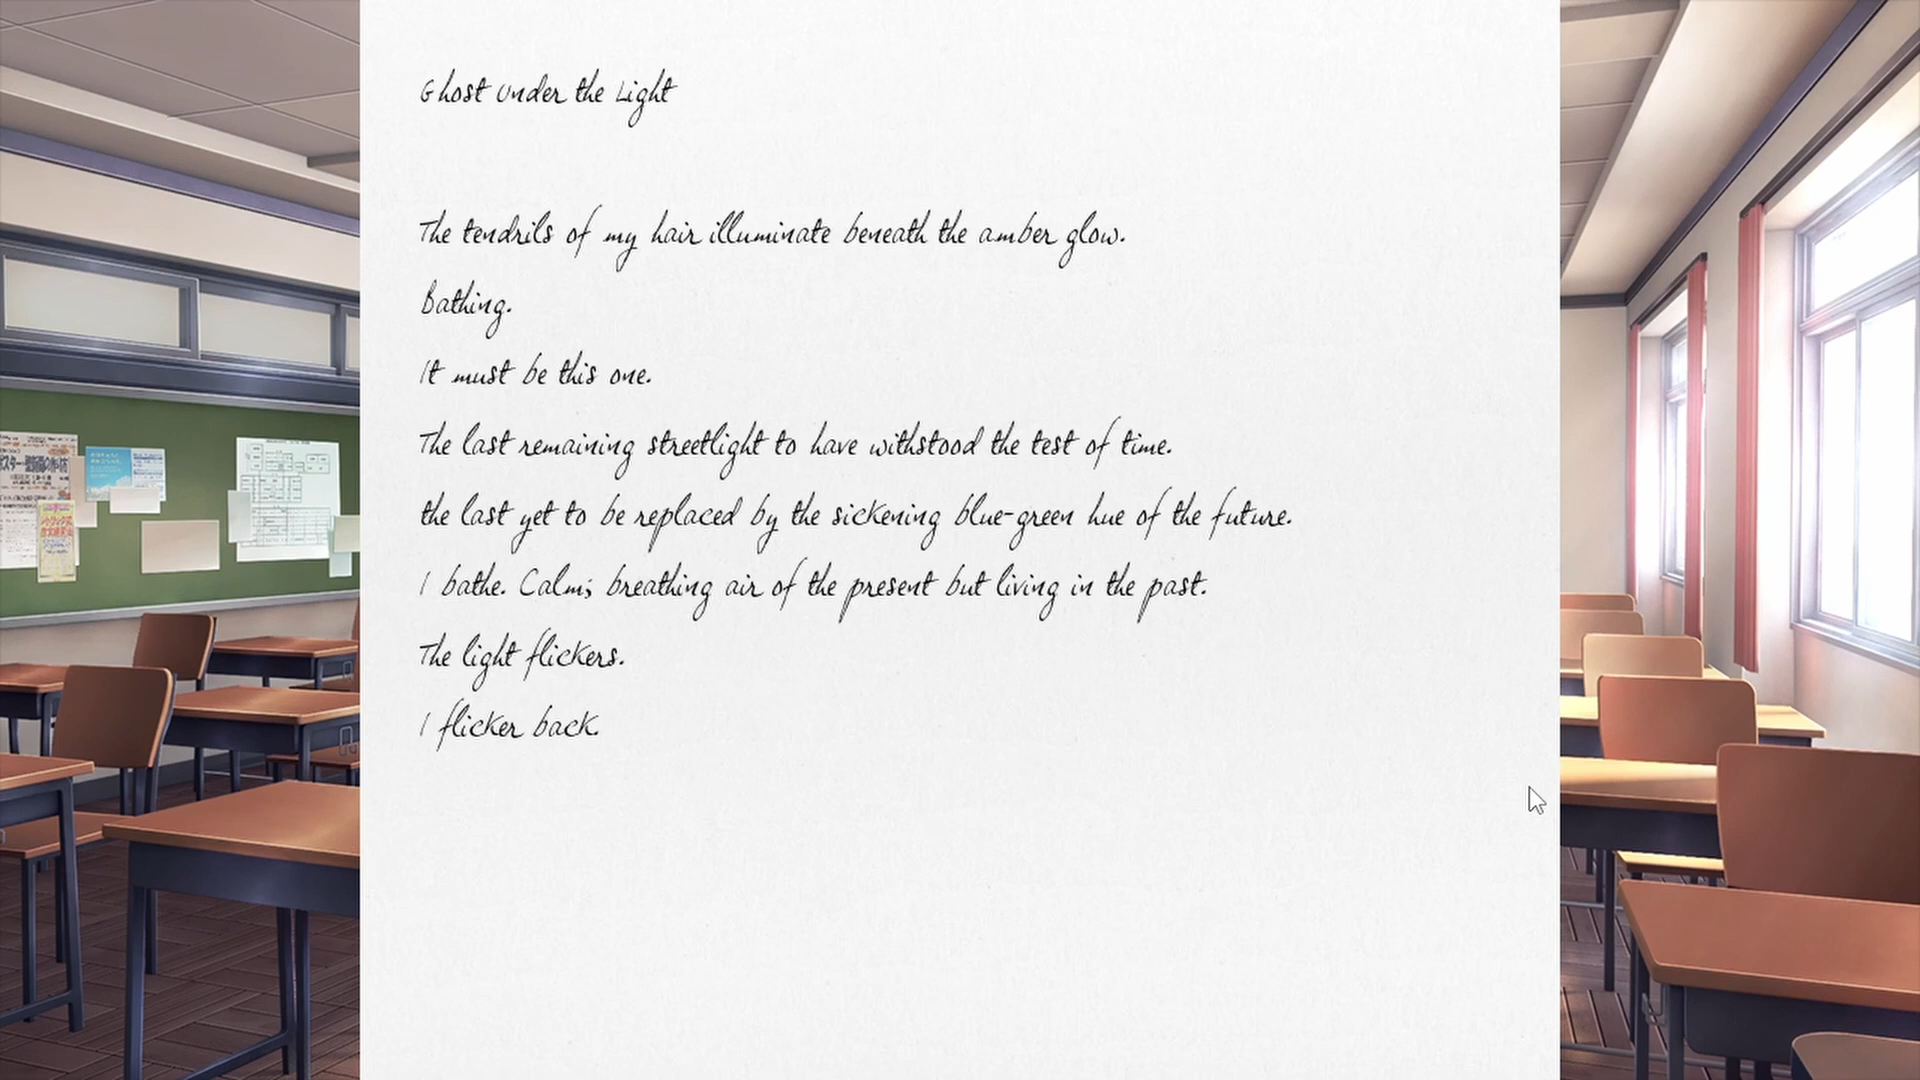 Ghost Under the Light
The tendrils of my hair illuminate beneath the amber glow.
Bathing.
It must be this one.
The last remaining streetlight to have withstood the test of time.
the last yet to be replaced by the sickening blue-green hue of the future.
I bathe. Calm; breathing air of the present but living in the past.
The light flickers.
I flicker back.